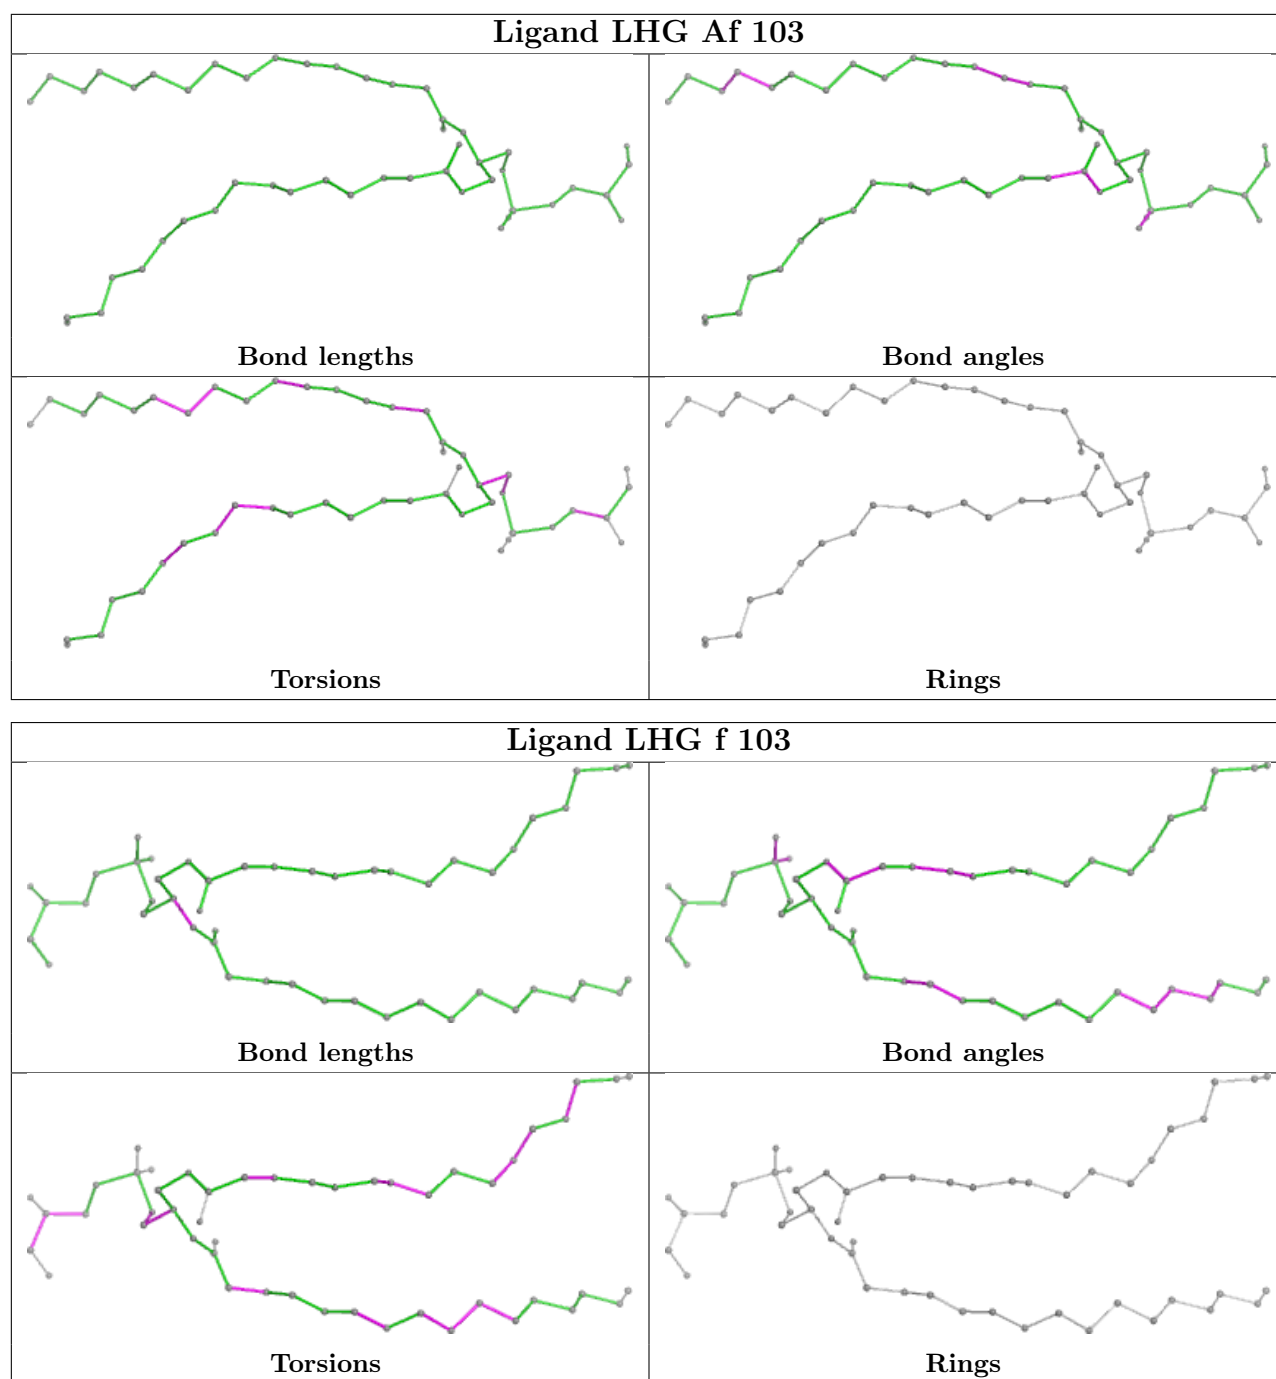 Ligand LHG Af 103
Bond lengths
Bond angles
Torsions
Rings
Ligand LHG f 103
Bond lengths
Bond angles
Torsions
Rings